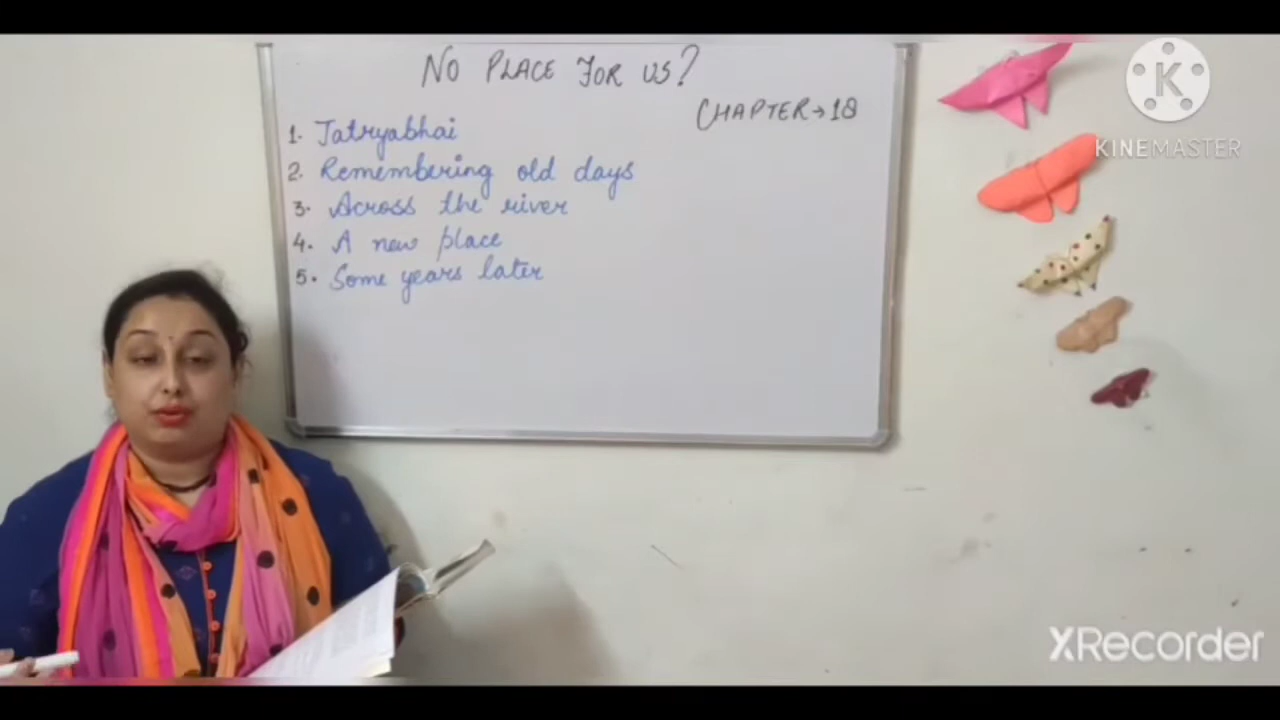 NO PLACE FOR US?
CHAPTER→18
1. Jatryabhai
2. Remembering old days
3. Across the river
4. A new place
5. Some years later
K
KINEMASTER
XRecorder